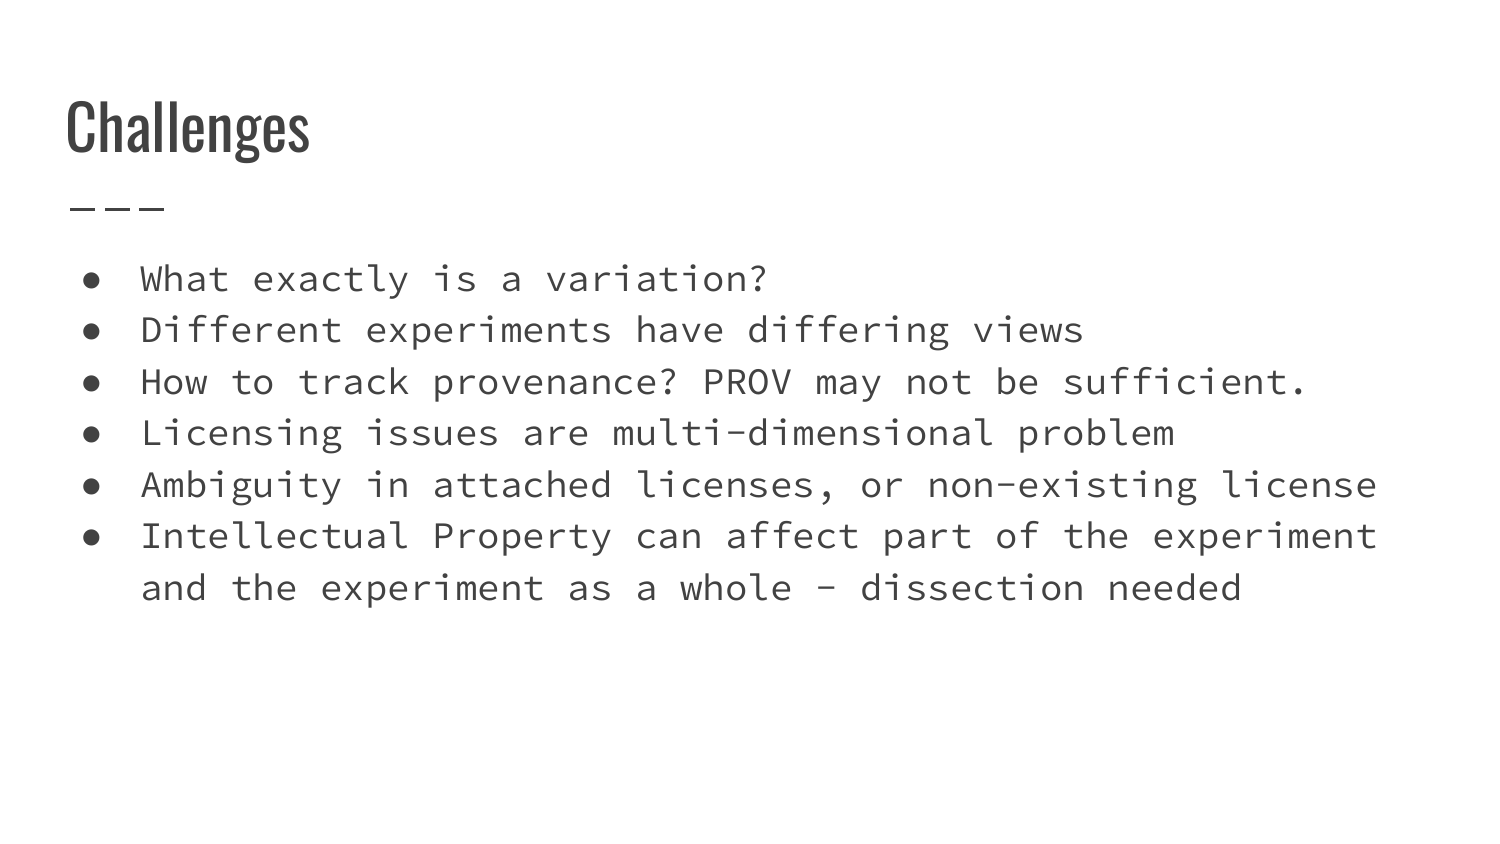 Challenges
● What exactly is a variation?
● Different experiments have differing views
● How to track provenance? PROV may not be sufficient.
● Licensing issues are multi-dimensional problem
● Ambiguity in attached licenses, or non-existing license
● Intellectual Property can affect part of the experiment
and the experiment as a whole - dissection needed